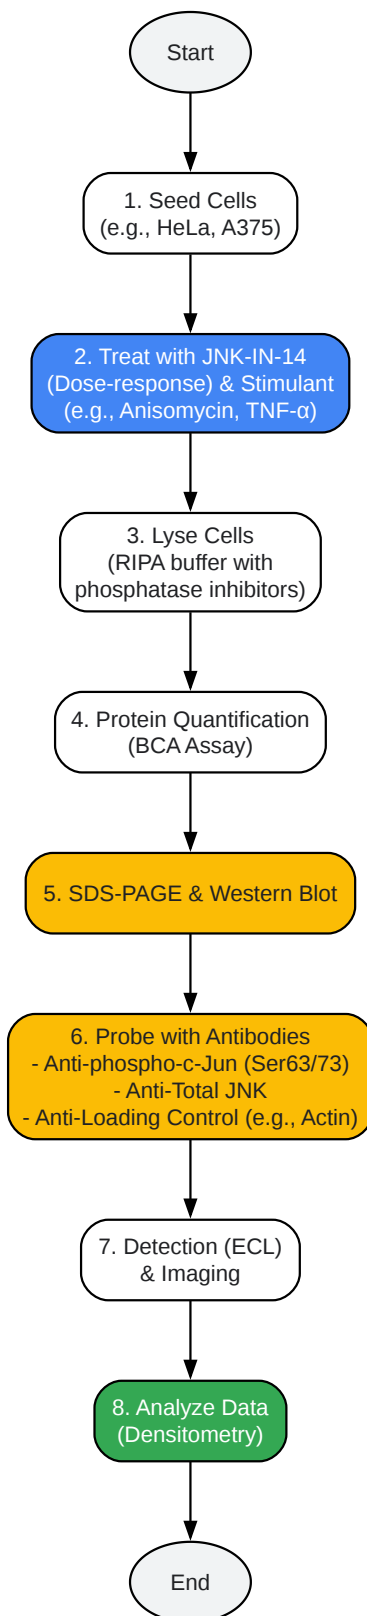 Start
1. Seed Cells
(e.g., HeLa, A375)
2. Treat with JNK-IN-14
(Dose-response) & Stimulant
(e.g., Anisomycin, TNF-α)
3. Lyse Cells
(RIPA buffer with
phosphatase inhibitors)
4. Protein Quantification
(BCA Assay)
5. SDS-PAGE & Western Blot
6. Probe with Antibodies
- Anti-phospho-c-Jun (Ser63/73)
- Anti-Total JNK
- Anti-Loading Control (e.g., Actin)
7. Detection (ECL)
& Imaging
8. Analyze Data
(Densitometry)
End